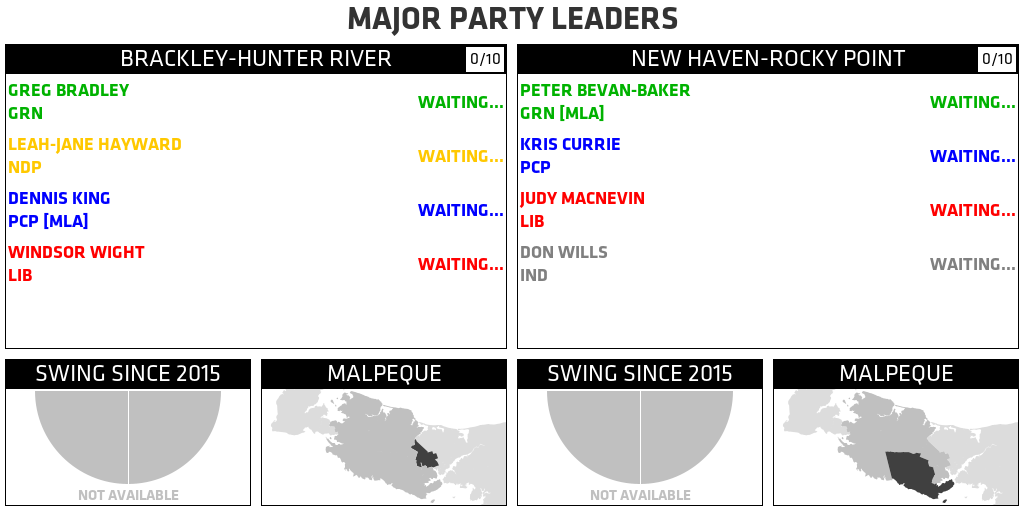 MAJOR PARTY LEADERS
BRACKLEY-HUNTER RIVER 0/10
GREG BRADLEY
GRN
WAITING...
LEAH-JANE HAYWARD
NDP
WAITING...
DENNIS KING
PCP [MLA]
WAITING...
WINDSOR WIGHT
LIB
WAITING...
NEW HAVEN-ROCKY POINT 0/10
PETER BEVAN-BAKER
GRN [MLA]
WAITING...
KRIS CURRIE
PCP
WAITING...
JUDY MACNEVIN
LIB
WAITING...
DON WILLS
IND
WAITING...
SWING SINCE 2015
NOT AVAILABLE
MALPEQUE
SWING SINCE 2015
NOT AVAILABLE
MALPEQUE